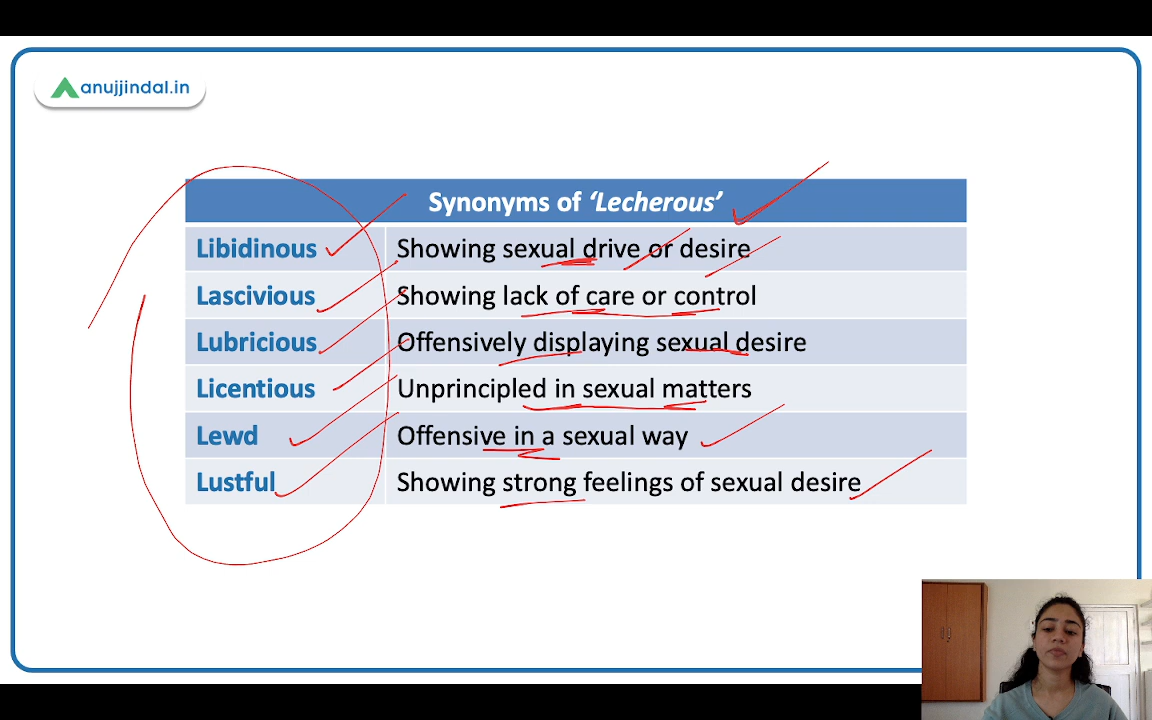 anujjindal.in
Synonyms of ‘Lecherous’
Libidinous Showing sexual drive or desire
Lascivious Showing lack of care or control
Lubricious Offensively displaying sexual desire
Licentious Unprincipled in sexual matters
Lewd Offensive in a sexual way
Lustful Showing strong feelings of sexual desire